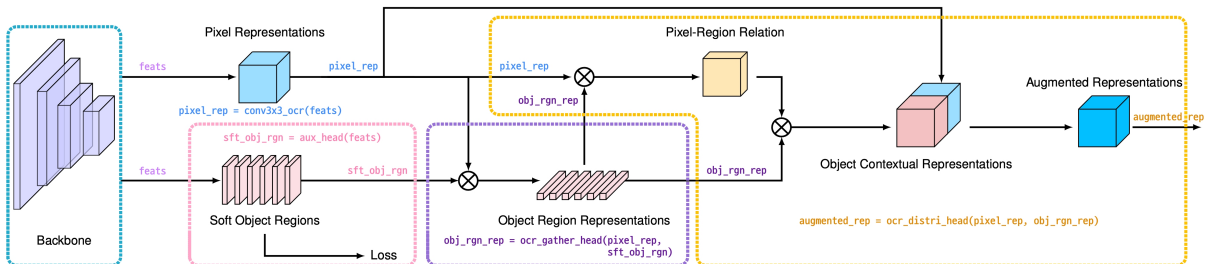 Pixel Representations
Pixel-Region Relation
feats
pixel_rep
pixel_rep
obj_rgn_rep
pixel_rep = conv3x3_ocr(feats)
Augmented Representations
augmented_rep
sft_obj_rgn = aux_head(feats)
feats
sft_obj_rgn
obj_rgn_rep
Object Contextual Representations
Soft Object Regions
Object Region Representations
augmented_rep = ocr_distri_head(pixel_rep, obj_rgn_rep)
Backbone
obj_rgn_rep = ocr_gather_head(pixel_rep,
sft_obj_rgn)
Loss